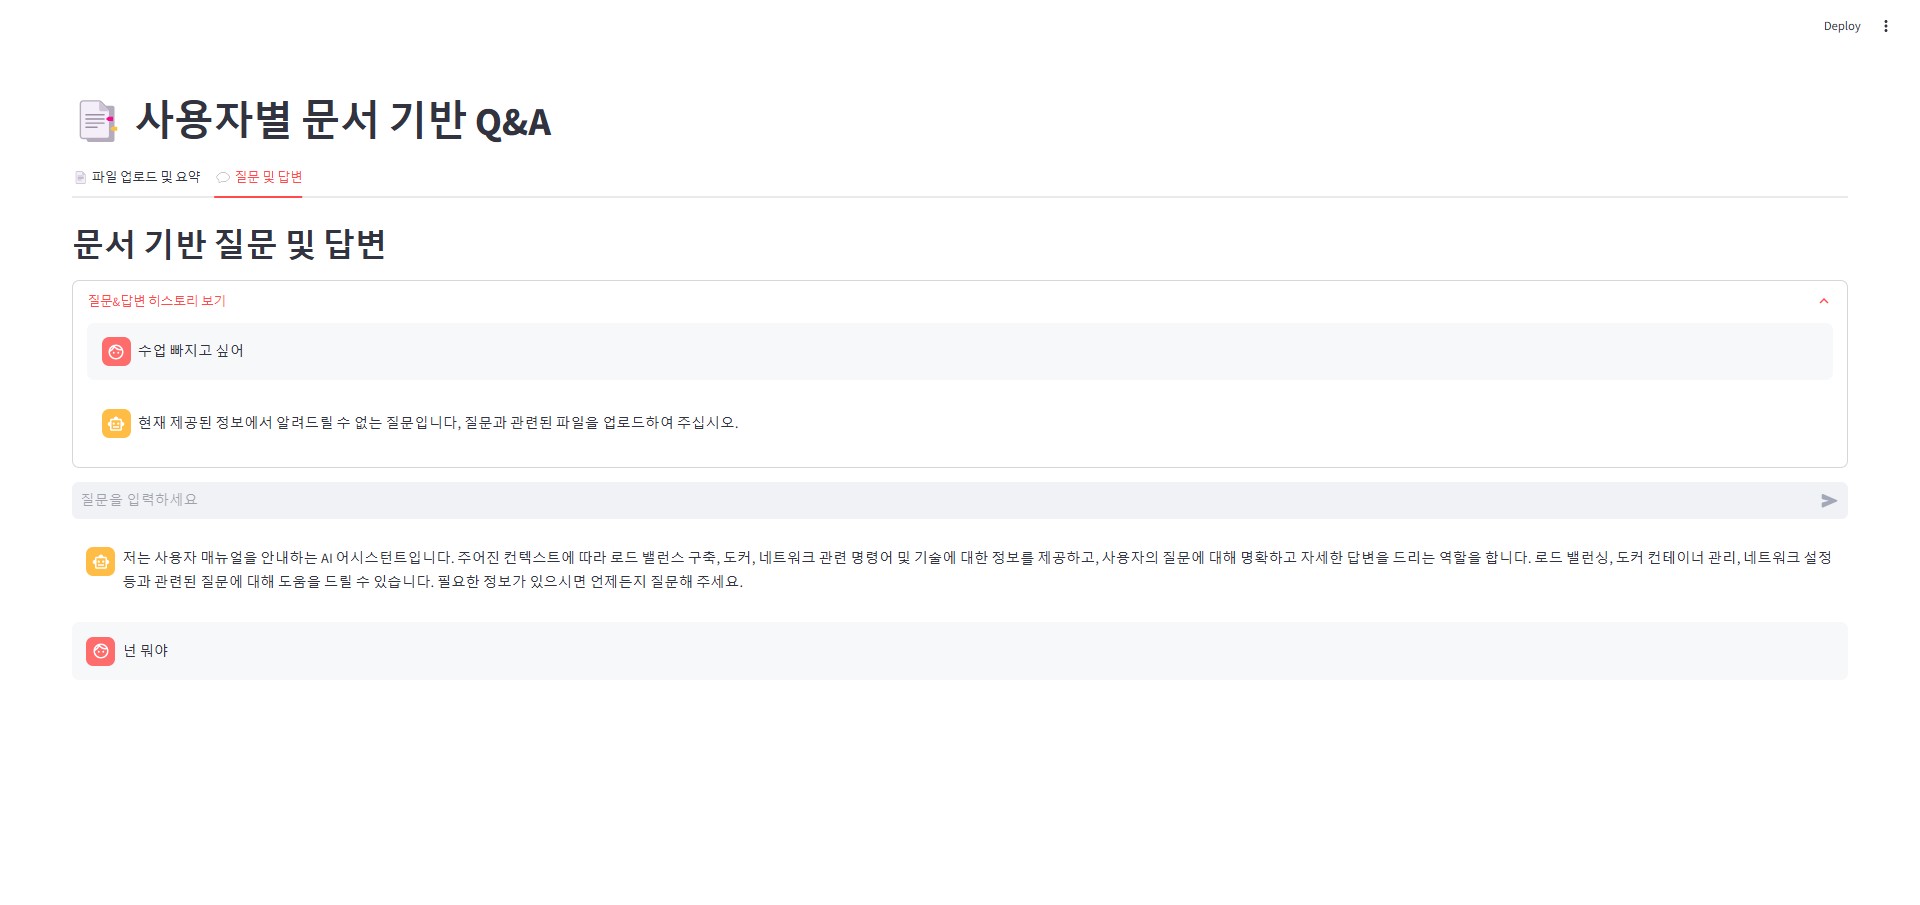 Deploy
사용자별 문서 기반 Q&A
파일 업로드 및 요약 질문 및 답변
문서 기반 질문 및 답변
질문&답변 히스토리 보기
수업 빠지고 싶어
현재 제공된 정보에서 알려드릴 수 없는 질문입니다, 질문과 관련된 파일을 업로드하여 주십시오.
질문을 입력하세요
저는 사용자 매뉴얼을 안내하는 AI 어시스턴트입니다. 주어진 컨텍스트에 따라 로드 밸런스 구축, 도커, 네트워크 관련 명령어 및 기술에 대한 정보를 제공하고, 사용자의 질문에 대해 명확하고 자세한 답변을 드리는 역할을 합니다. 로드 밸런싱, 도커 컨테이너 관리, 네트워크 설정
등과 관련된 질문에 대해 도움을 드릴 수 있습니다. 필요한 정보가 있으시면 언제든지 질문해 주세요.
넌 뭐야